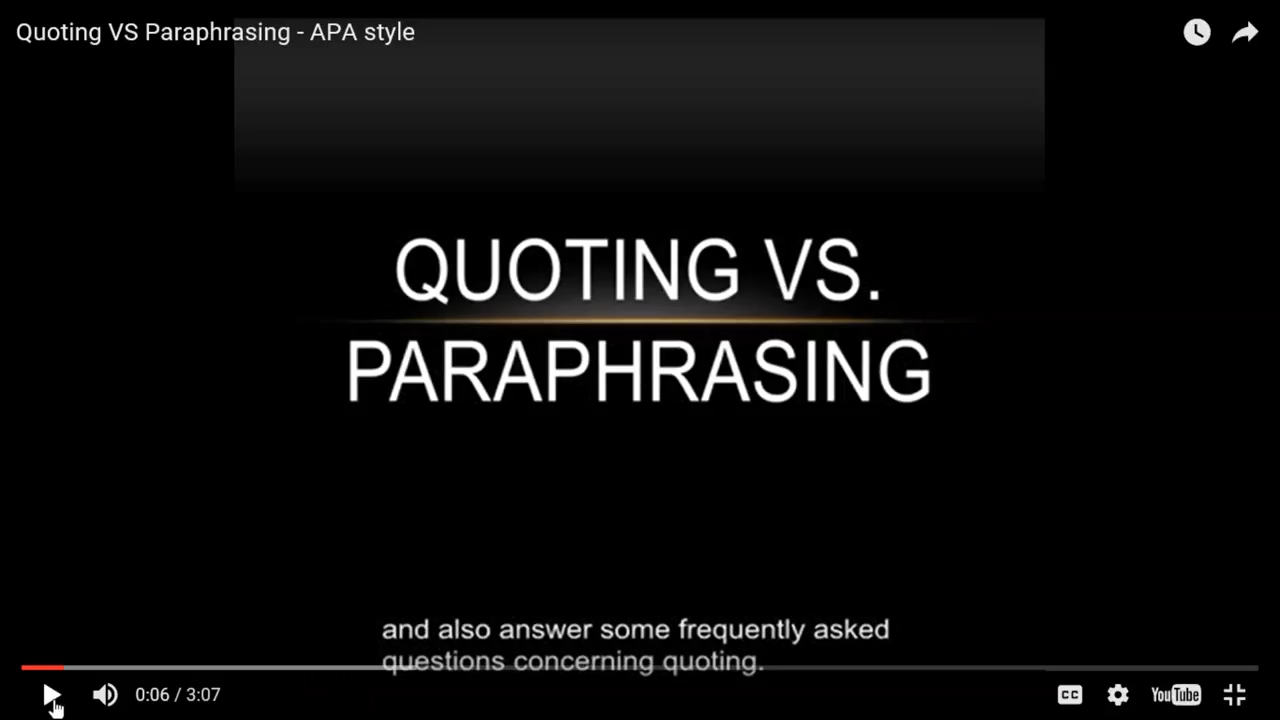 Quoting VS Paraphrasing - APA style
QUOTING VS.
PARAPHRASING
and also answer some frequently asked
questions concerning quoting.
0:06 / 3:07
CC
YouTube